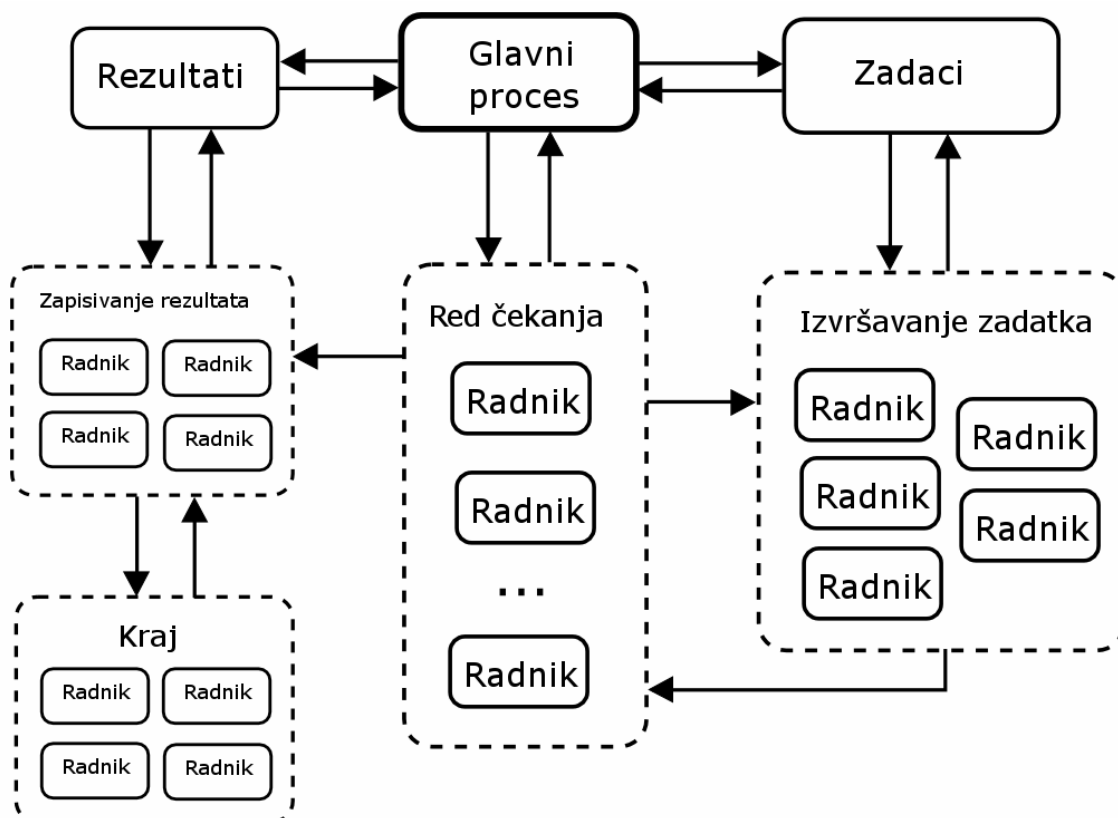 Rezultati
Glavni
proces
Zadaci
Zapisivanje rezultata
Radnik
Radnik
Radnik
Radnik
Kraj
Radnik
Radnik
Radnik
Radnik
Red čekanja
Radnik
Radnik
...
Radnik
Izvršavanje zadatka
Radnik
Radnik
Radnik
Radnik
Radnik